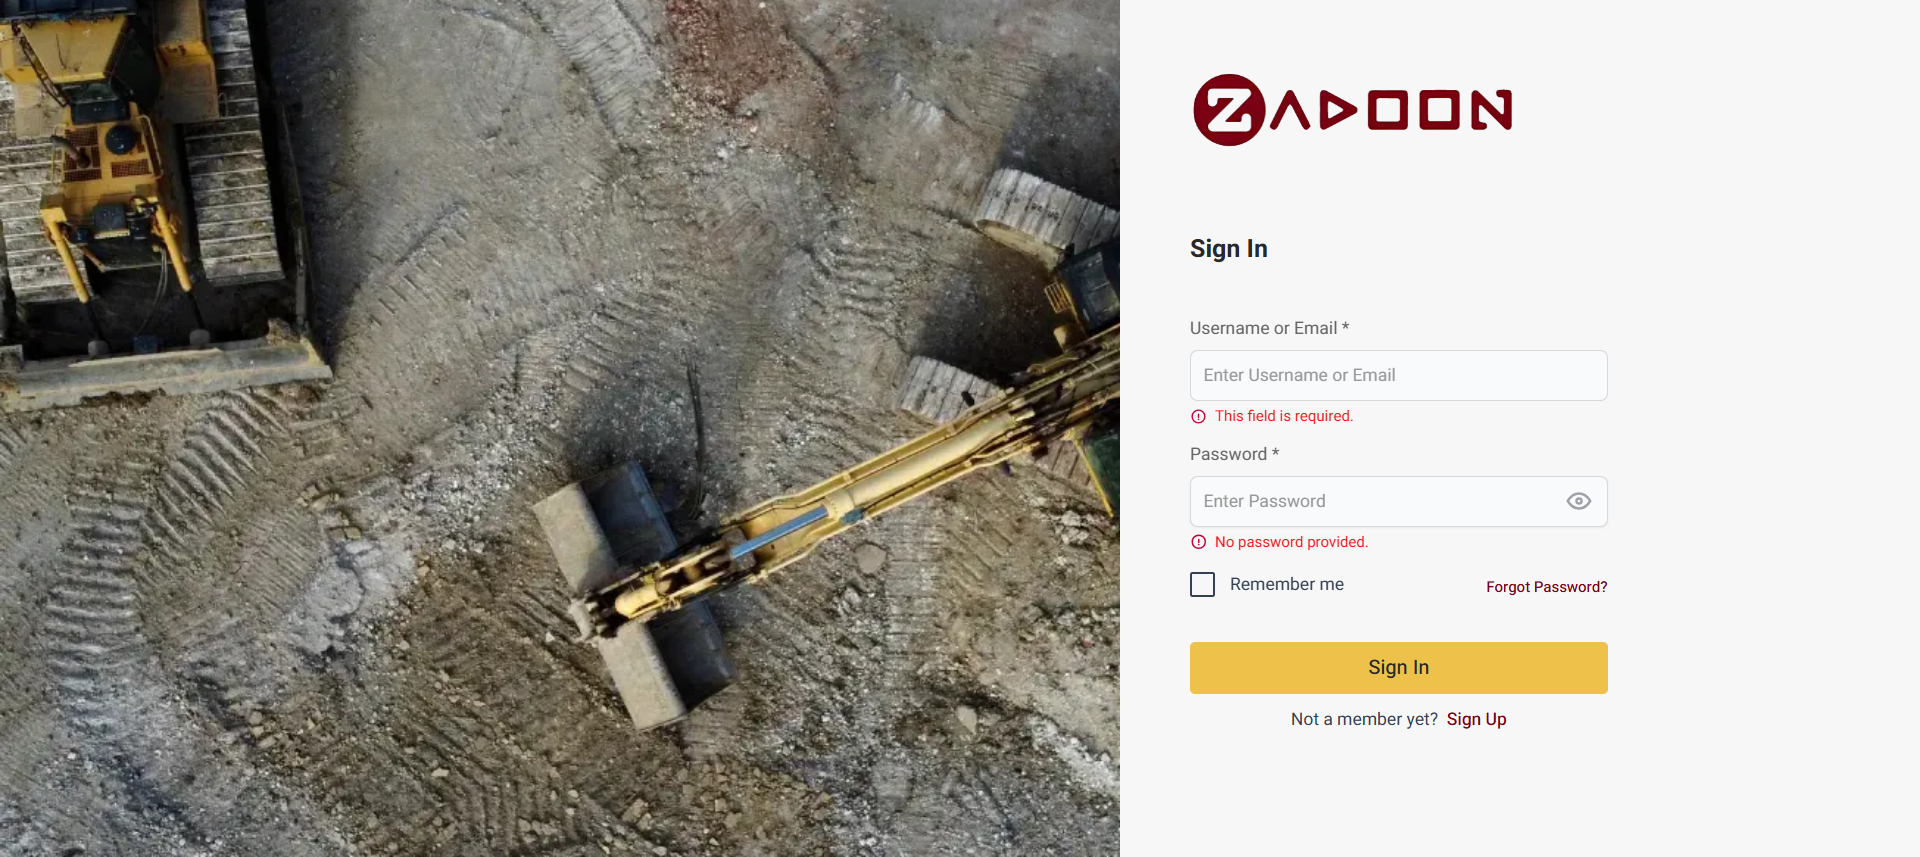 ZADOON
Sign In
Username or Email *
Enter Username or Email
This field is required.
Password *
Enter Password
No password provided.
Remember me
Forgot Password?
Sign In
Not a member yet? Sign Up